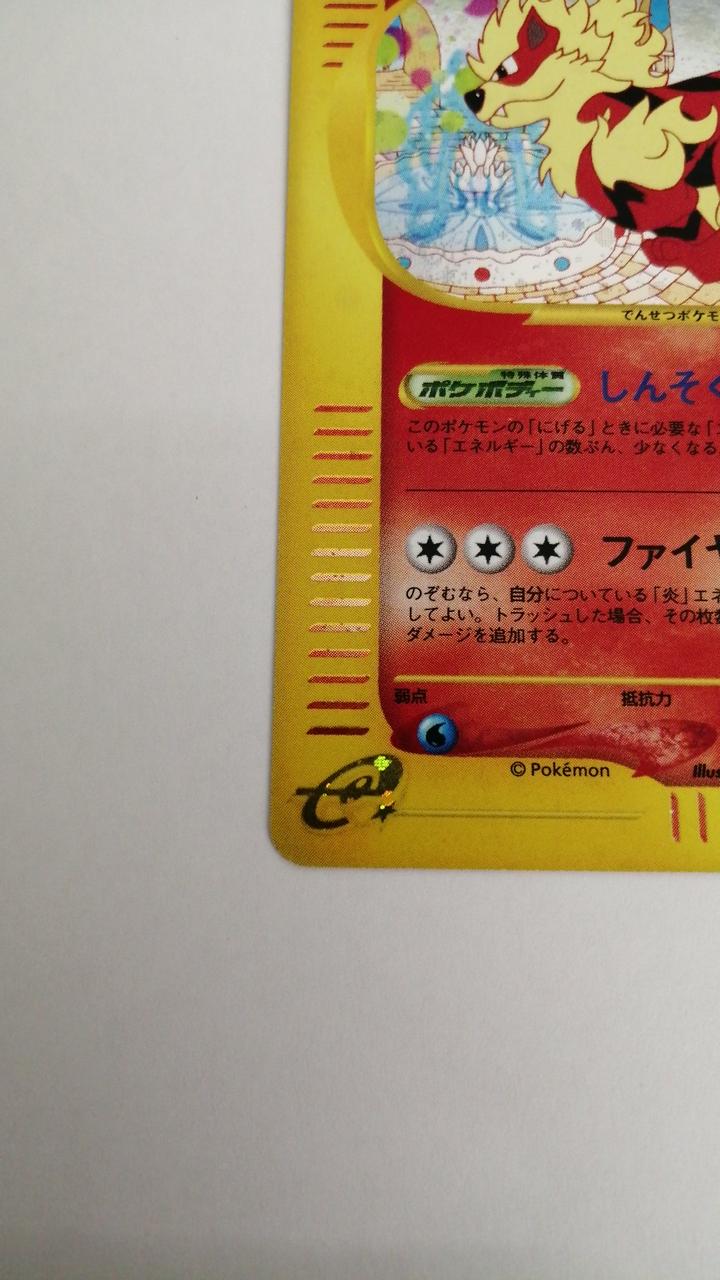 でんせつポケモ
特殊体質
ポケボディー しんそく
このポケモンの「にげる」ときに必要な「
いる「エネルギー」の数ぶん、少なくなる
ファイヤ
のぞむなら、自分についている「炎」エネ
してよい。トラッシュした場合、その枚数
ダメージを追加する。
弱点 抵抗力
© Pokémon Illus
e